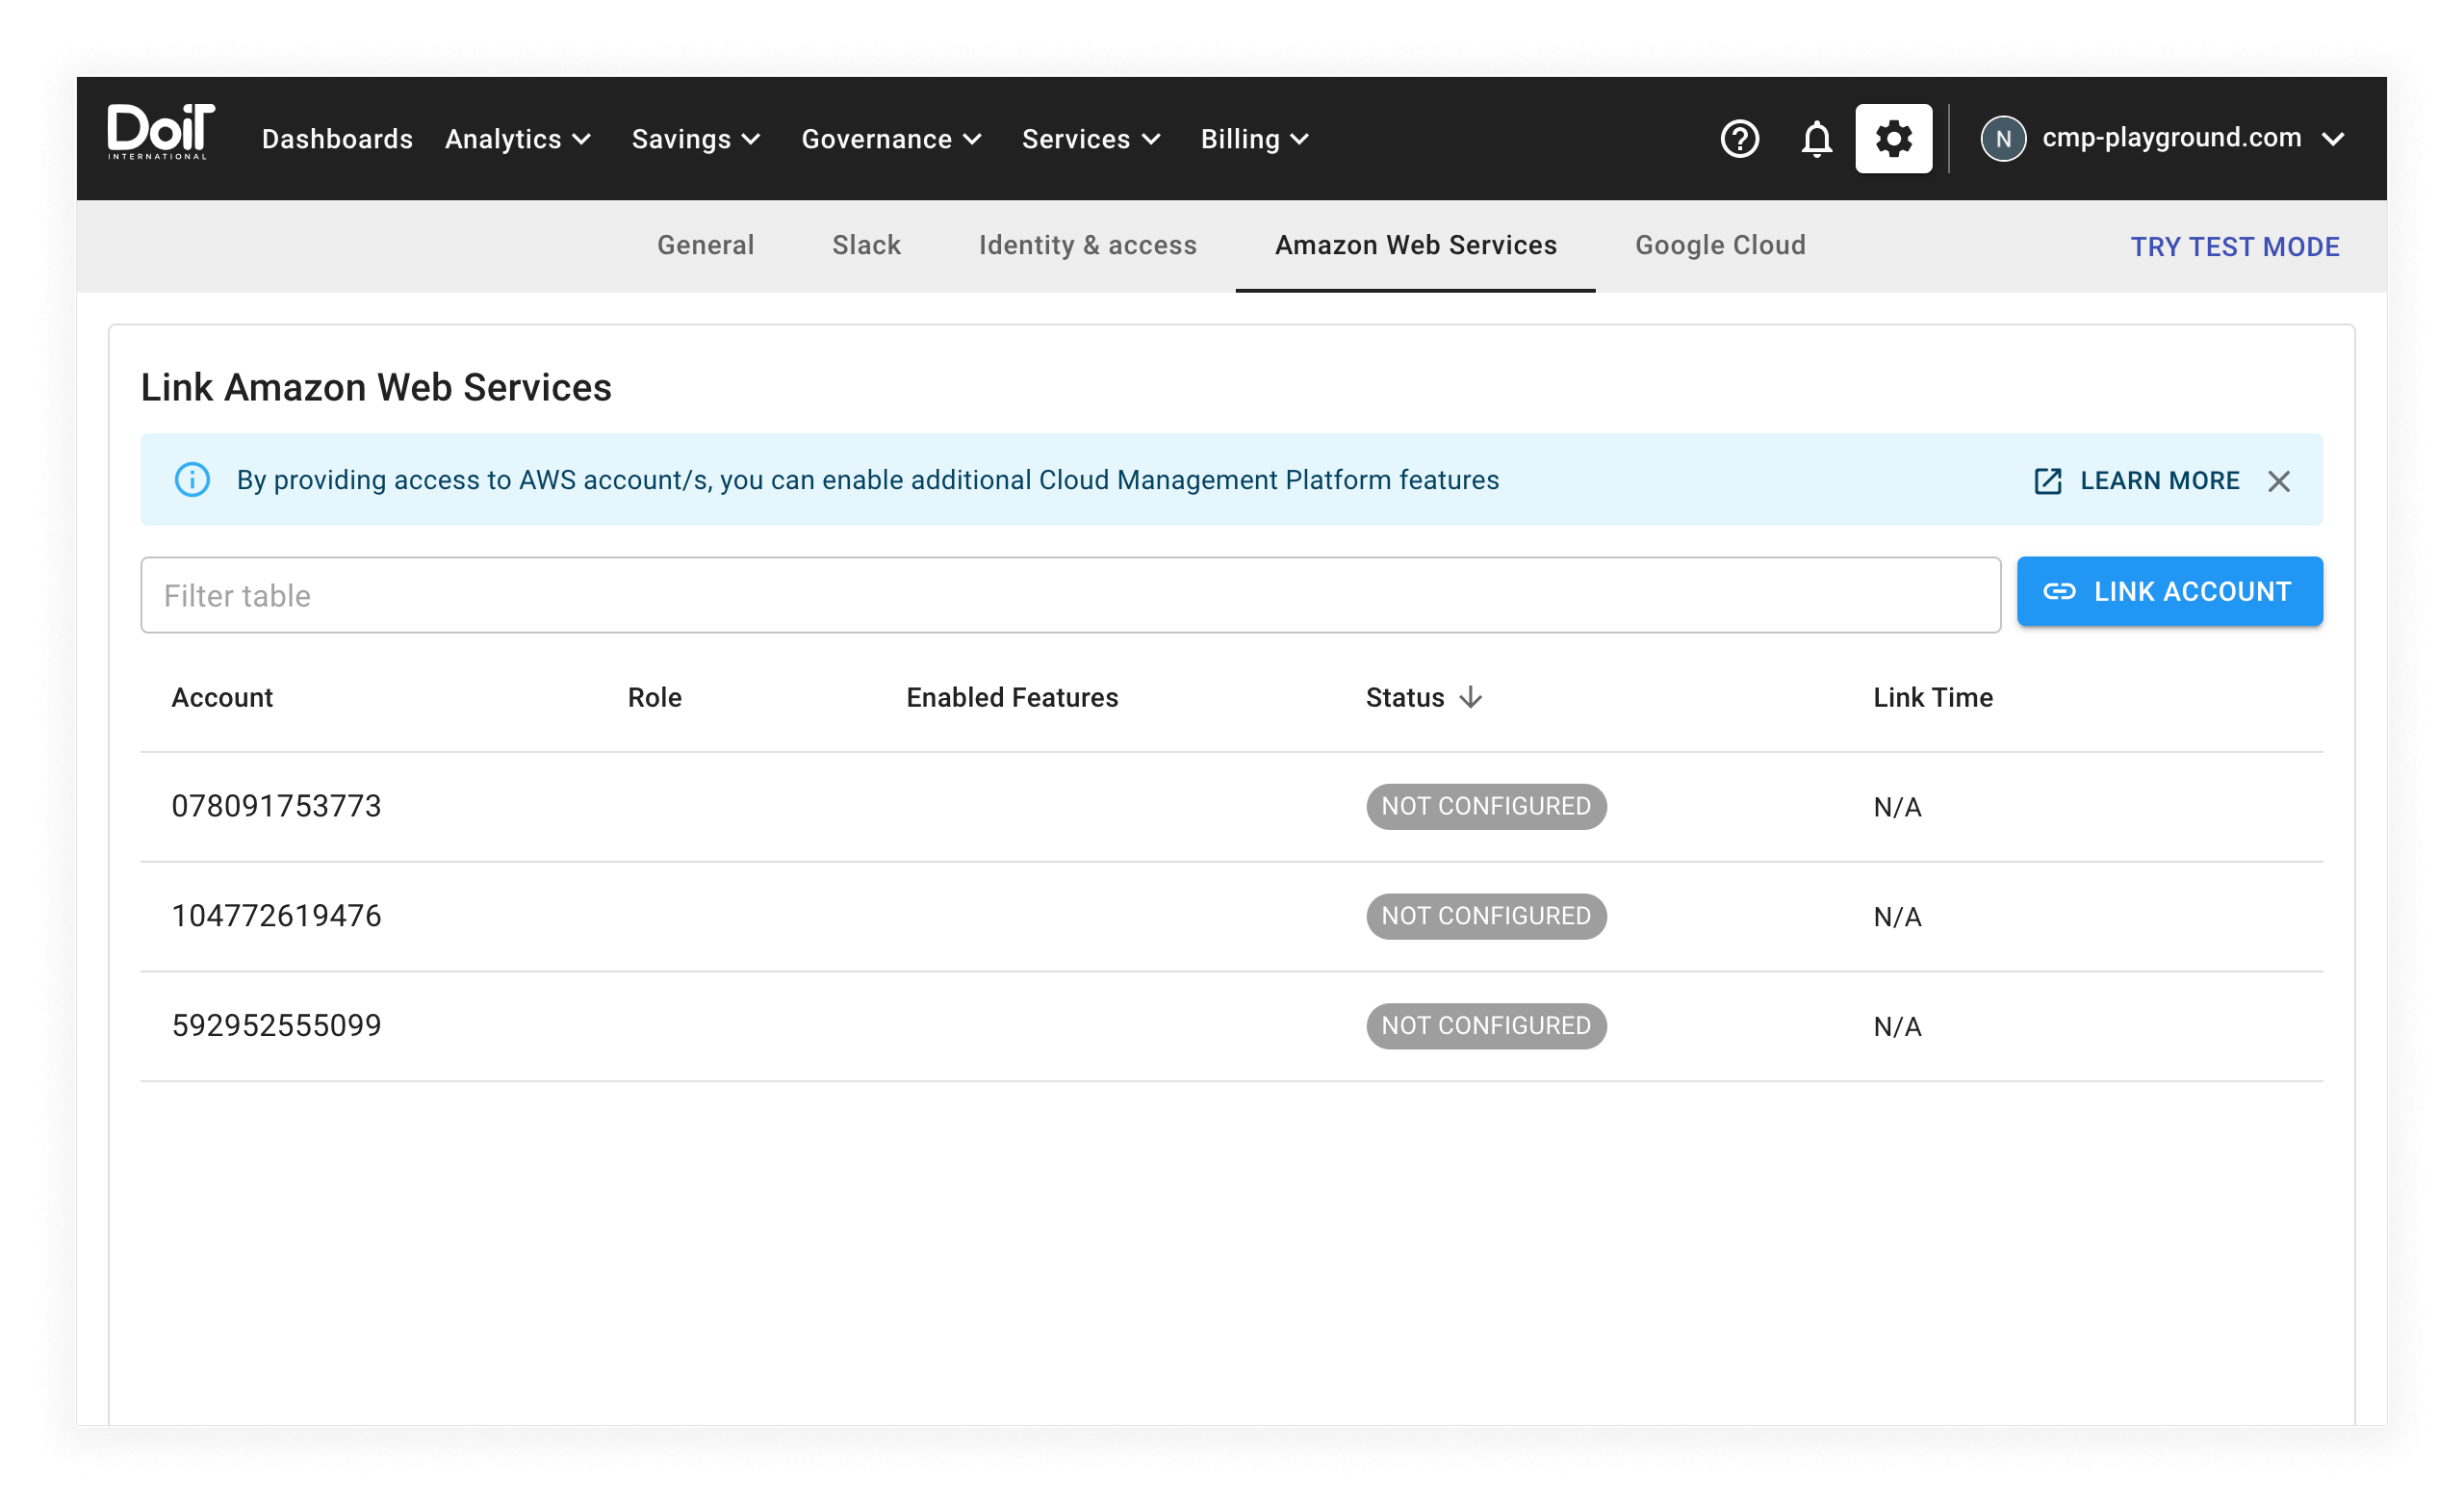 DoiT
INTERNATIONAL
Dashboards Analytics Savings Governance Services Billing N cmp-playground.com
General Slack Identity & access Amazon Web Services Google Cloud TRY TEST MODE
Link Amazon Web Services
By providing access to AWS account/s, you can enable additional Cloud Management Platform features LEARN MORE
Filter table LINK ACCOUNT
Account Role Enabled Features Status Link Time
078091753773 NOT CONFIGURED N/A
104772619476 NOT CONFIGURED N/A
592952555099 NOT CONFIGURED N/A